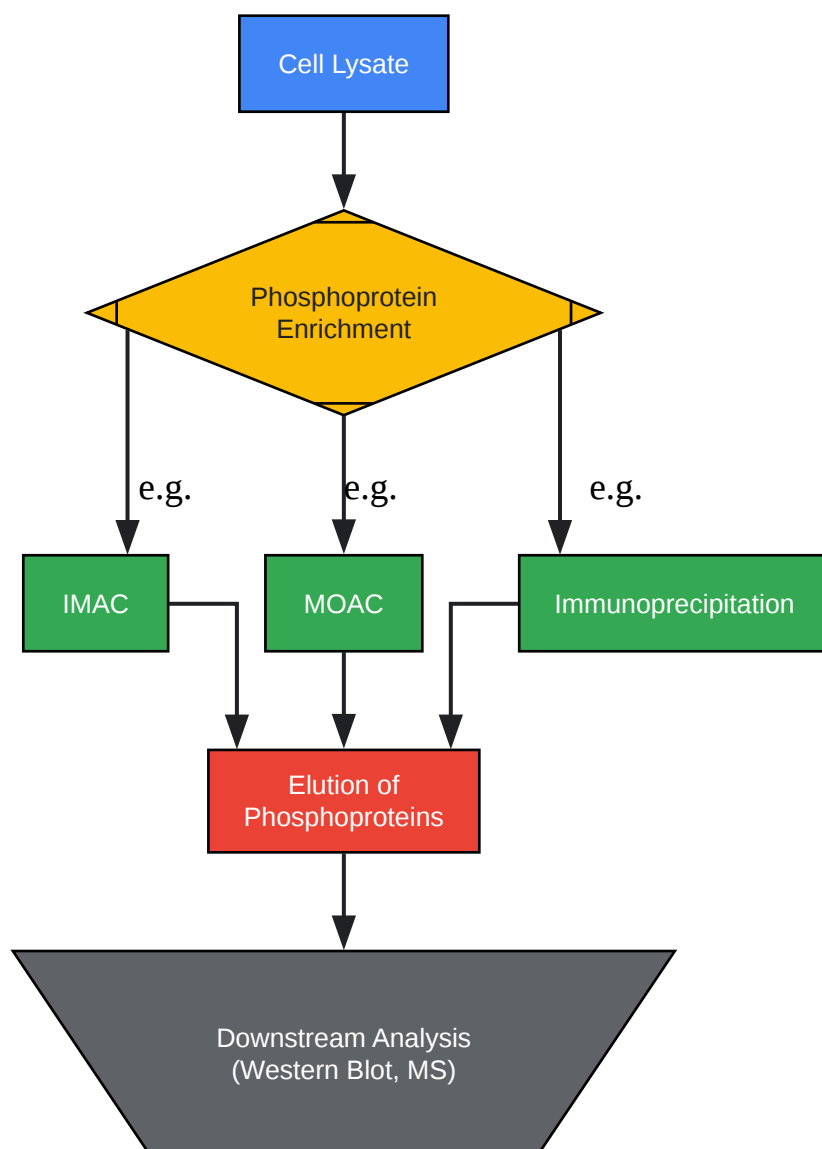 Cell Lysate
Phosphoprotein
Enrichment
e.g.
e.g.
e.g.
IMAC
MOAC
Immunoprecipitation
Elution of
Phosphoproteins
Downstream Analysis
(Western Blot, MS)